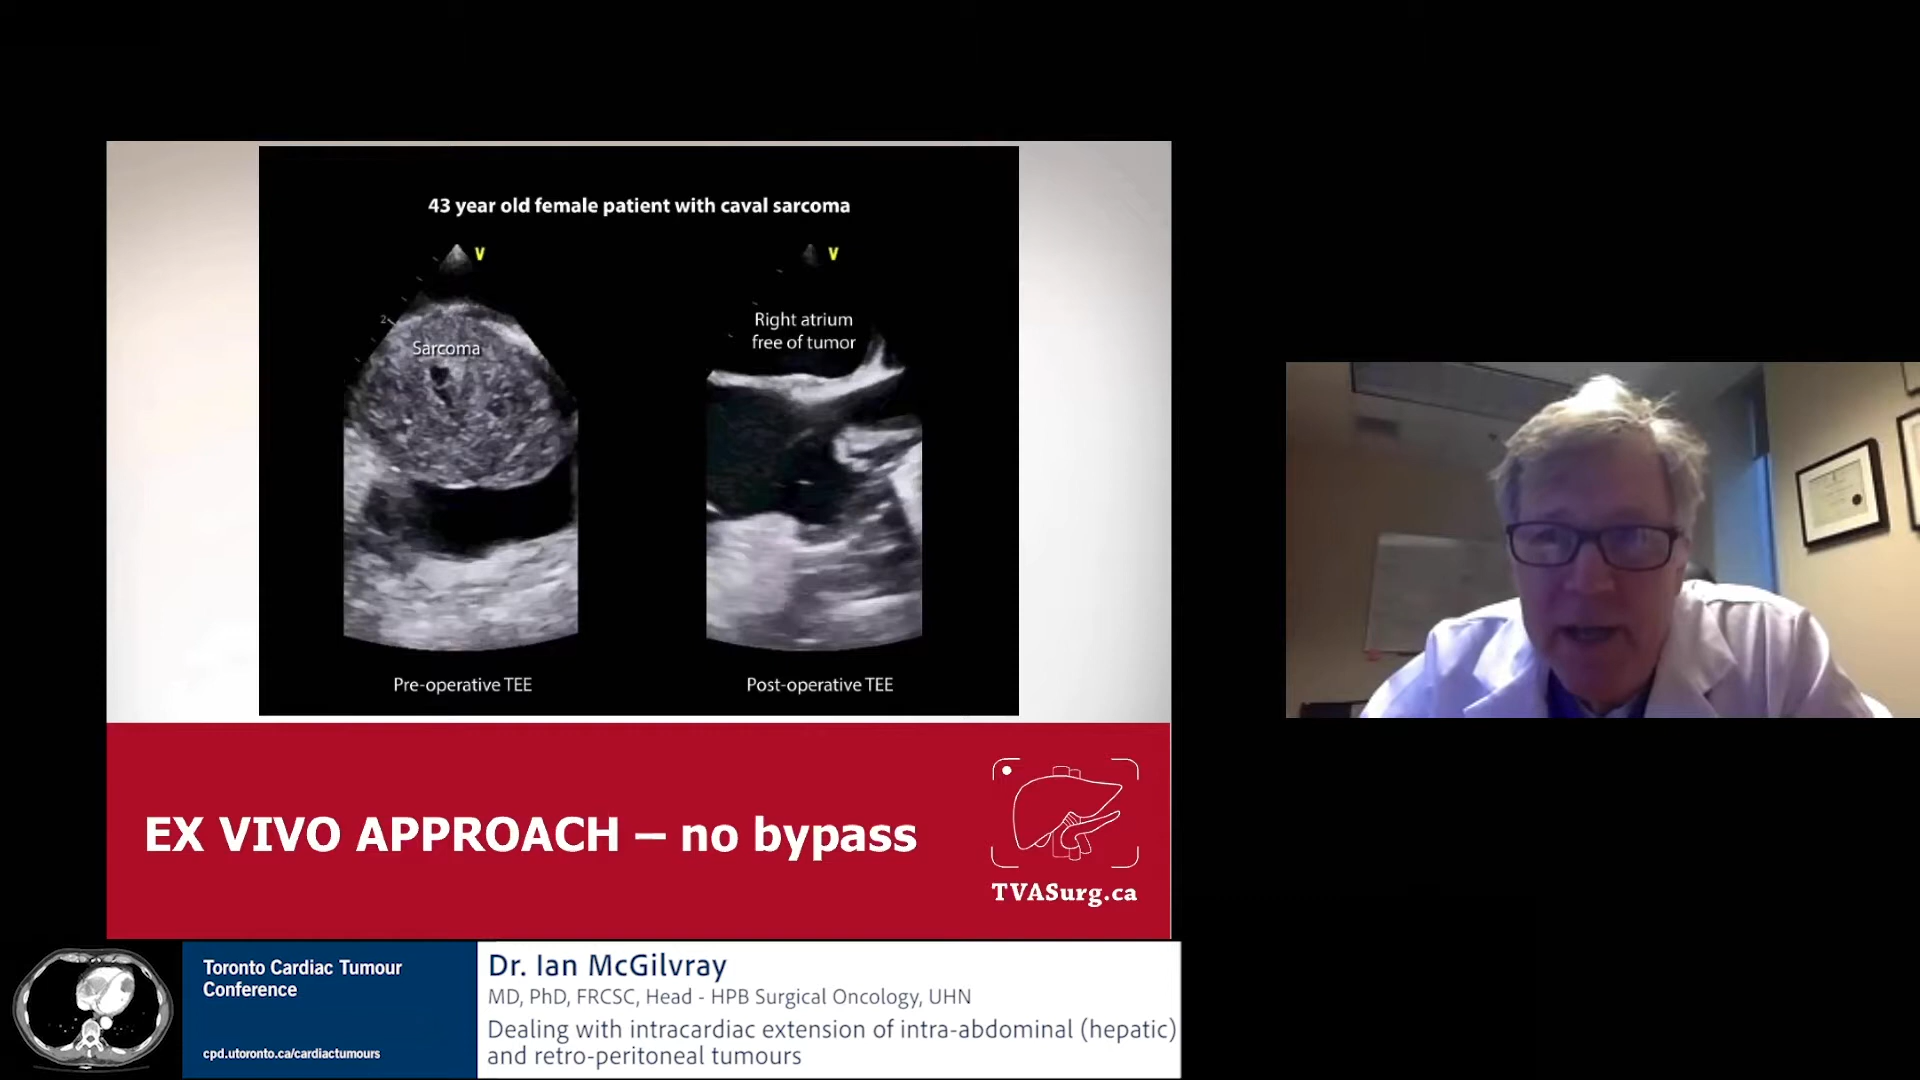 43 year old female patient with caval sarcoma
V
V
2
Sarcoma
Right atrium
free of tumor
Pre-operative TEE
Post-operative TEE
EX VIVO APPROACH – no bypass
TVASurg.ca
Toronto Cardiac Tumour
Conference
cpd.utoronto.ca/cardiactumours
Dr. Ian McGilvray
MD, PhD, FRCSC, Head - HPB Surgical Oncology, UHN
Dealing with intracardiac extension of intra-abdominal (hepatic)
and retro-peritoneal tumours